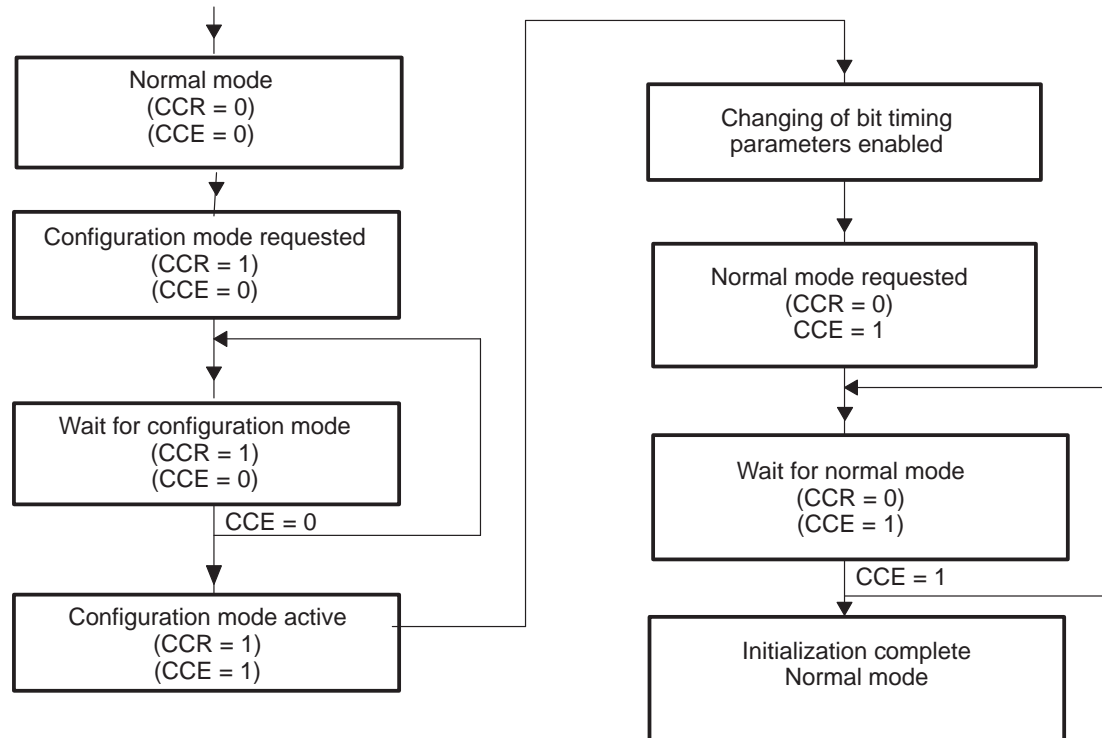 Normal mode
(CCR = 0)
(CCE = 0)
Configuration mode requested
(CCR = 1)
(CCE = 0)
Wait for configuration mode
(CCR = 1)
(CCE = 0)
CCE = 0
Configuration mode active
(CCR = 1)
(CCE = 1)
Changing of bit timing
parameters enabled
Normal mode requested
(CCR = 0)
CCE = 1
Wait for normal mode
(CCR = 0)
(CCE = 1)
CCE = 1
Initialization complete
Normal mode